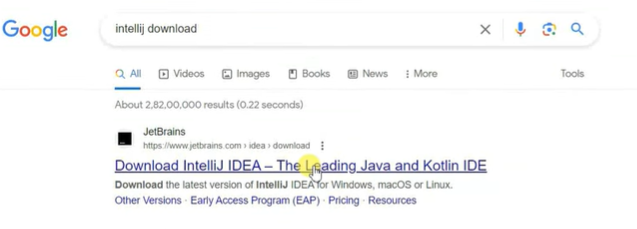 Google
intellij download
All Videos Images Books News More Tools
About 2,82,00,000 results (0.22 seconds)
JetBrains
https://www.jetbrains.com › idea › download
Download IntelliJ IDEA – The Leading Java and Kotlin IDE
Download the latest version of IntelliJ IDEA for Windows, macOS or Linux.
Other Versions · Early Access Program (EAP) · Pricing · Resources